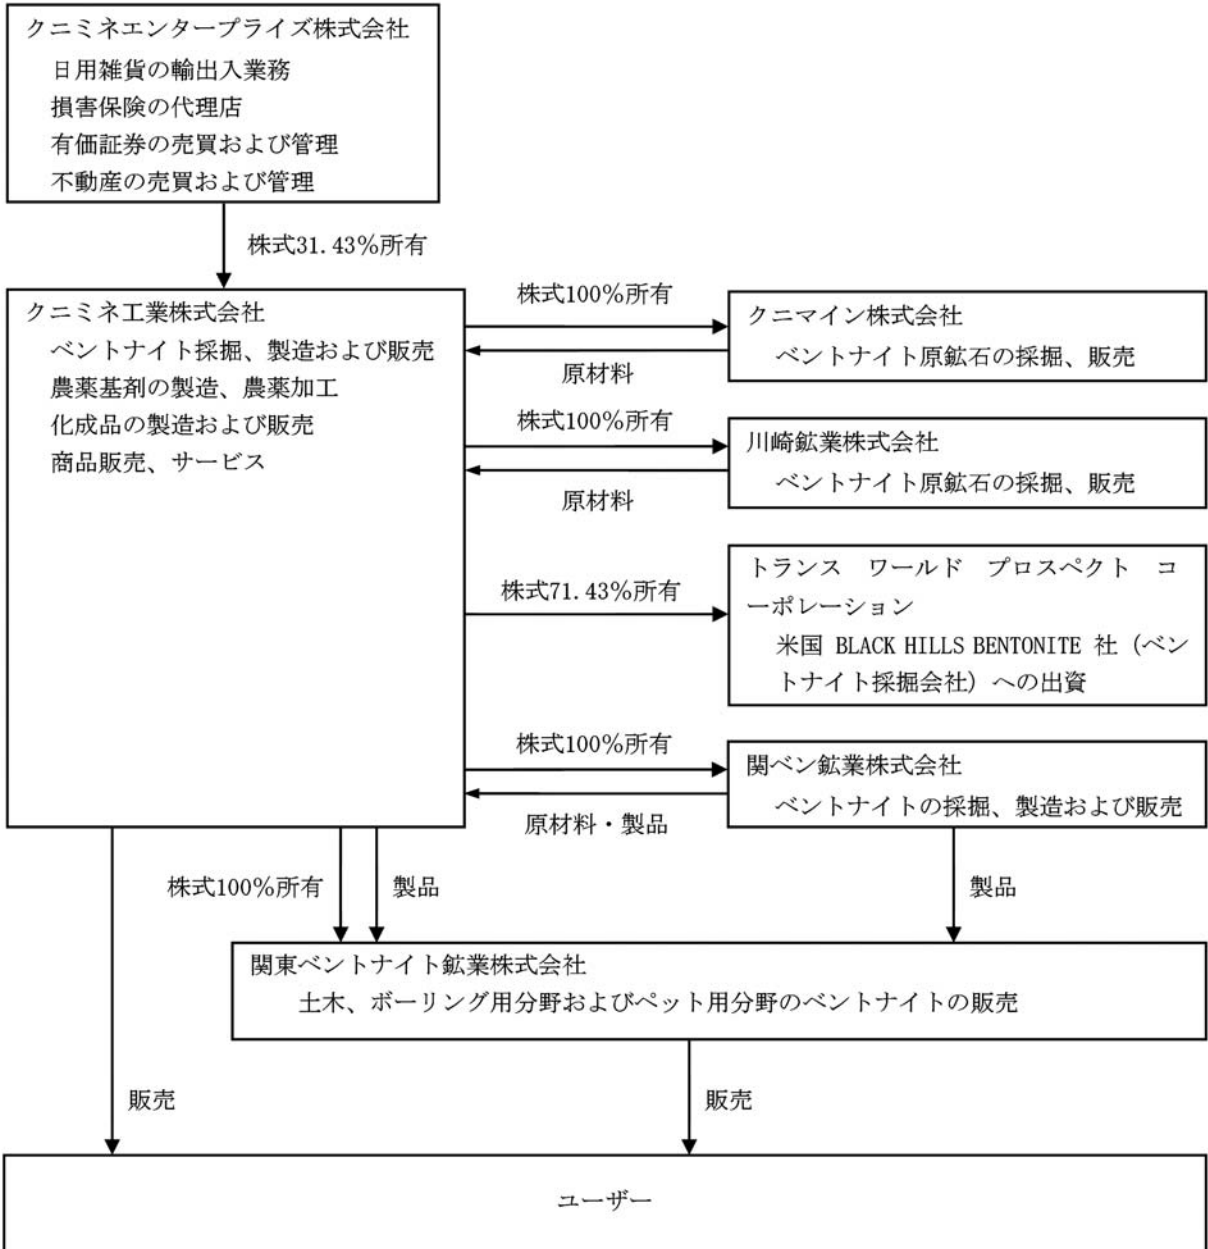 クニミネエンタープライズ株式会社
日用雑貨の輸出入業務
損害保険の代理店
有価証券の売買および管理
不動産の売買および管理
株式31.43％所有
クニミネ工業株式会社
ベントナイト採掘、製造および販売
農薬基剤の製造、農薬加工
化成品の製造および販売
商品販売、サービス
株式100％所有
原材料
クニマイン株式会社
ベントナイト原鉱石の採掘、販売
株式100％所有
原材料
川崎鉱業株式会社
ベントナイト原鉱石の採掘、販売
株式71.43％所有
トランス　ワールド　プロスペクト　コ
ーポレーション
米国 BLACK HILLS BENTONITE 社（ベン
トナイト採掘会社）への出資
株式100％所有
原材料・製品
関ベン鉱業株式会社
ベントナイトの採掘、製造および販売
株式100％所有
製品
製品
関東ベントナイト鉱業株式会社
土木、ボーリング用分野およびペット用分野のベントナイトの販売
販売
販売
ユーザー